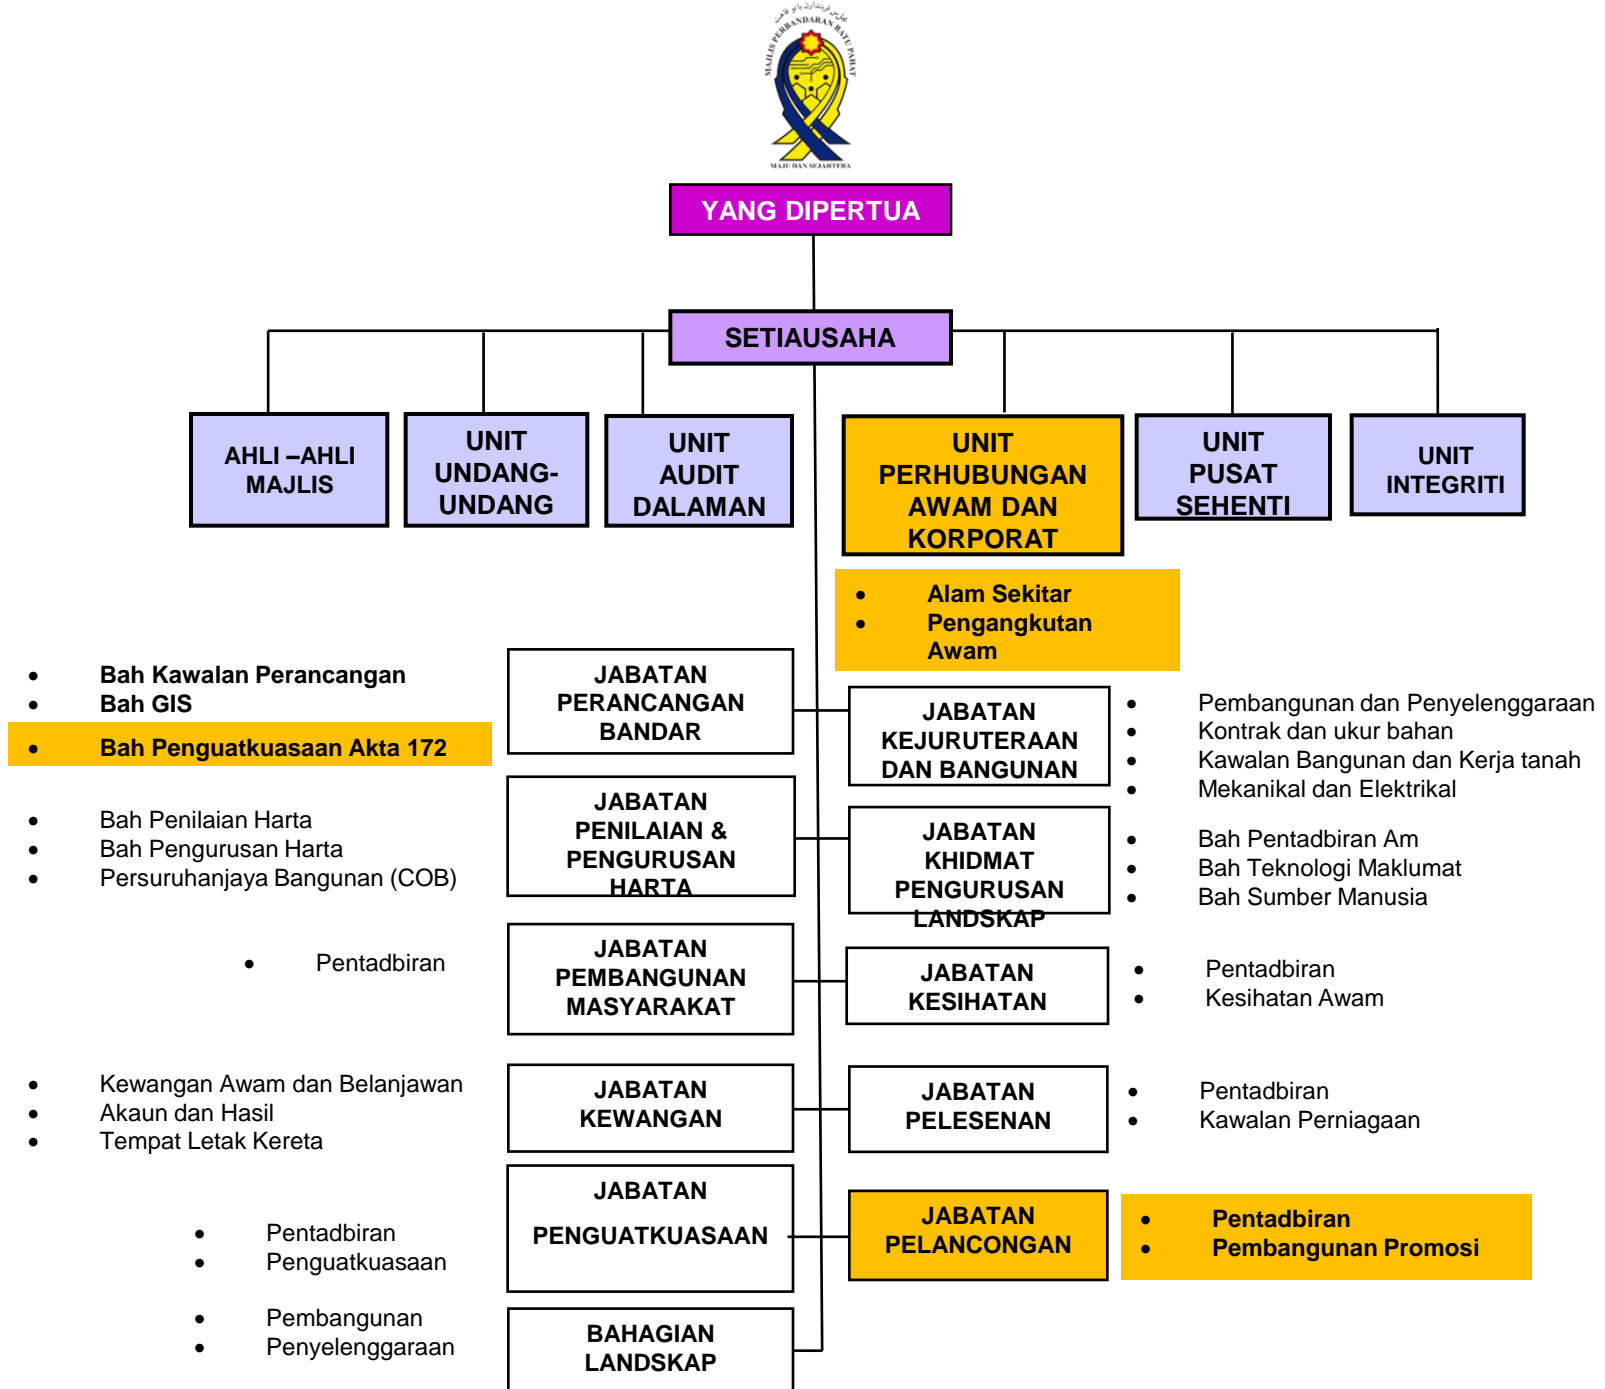 مجليس ڤربندارن باتو ڤاهت
MAJLIS PERBANDARAN BATU PAHAT
MAJU DAN SEJAHTERA
YANG DIPERTUA
SETIAUSAHA
AHLI –AHLI
MAJLIS
UNIT
UNDANG-
UNDANG
UNIT
AUDIT
DALAMAN
UNIT
PERHUBUNGAN
AWAM DAN
KORPORAT
UNIT
PUSAT
SEHENTI
UNIT
INTEGRITI
• Alam Sekitar
• Pengangkutan
Awam
• Bah Kawalan Perancangan
• Bah GIS
• Bah Penguatkuasaan Akta 172
JABATAN
PERANCANGAN
BANDAR
JABATAN
KEJURUTERAAN
DAN BANGUNAN
• Pembangunan dan Penyelenggaraan
• Kontrak dan ukur bahan
• Kawalan Bangunan dan Kerja tanah
• Mekanikal dan Elektrikal
• Bah Penilaian Harta
• Bah Pengurusan Harta
• Persuruhanjaya Bangunan (COB)
JABATAN
PENILAIAN &
PENGURUSAN
HARTA
JABATAN
KHIDMAT
PENGURUSAN
LANDSKAP
• Bah Pentadbiran Am
• Bah Teknologi Maklumat
• Bah Sumber Manusia
• Pentadbiran
JABATAN
PEMBANGUNAN
MASYARAKAT
JABATAN
KESIHATAN
• Pentadbiran
• Kesihatan Awam
• Kewangan Awam dan Belanjawan
• Akaun dan Hasil
• Tempat Letak Kereta
JABATAN
KEWANGAN
JABATAN
PELESENAN
• Pentadbiran
• Kawalan Perniagaan
• Pentadbiran
• Penguatkuasaan
JABATAN
PENGUATKUASAAN
JABATAN
PELANCONGAN
• Pentadbiran
• Pembangunan Promosi
• Pembangunan
• Penyelenggaraan
BAHAGIAN
LANDSKAP